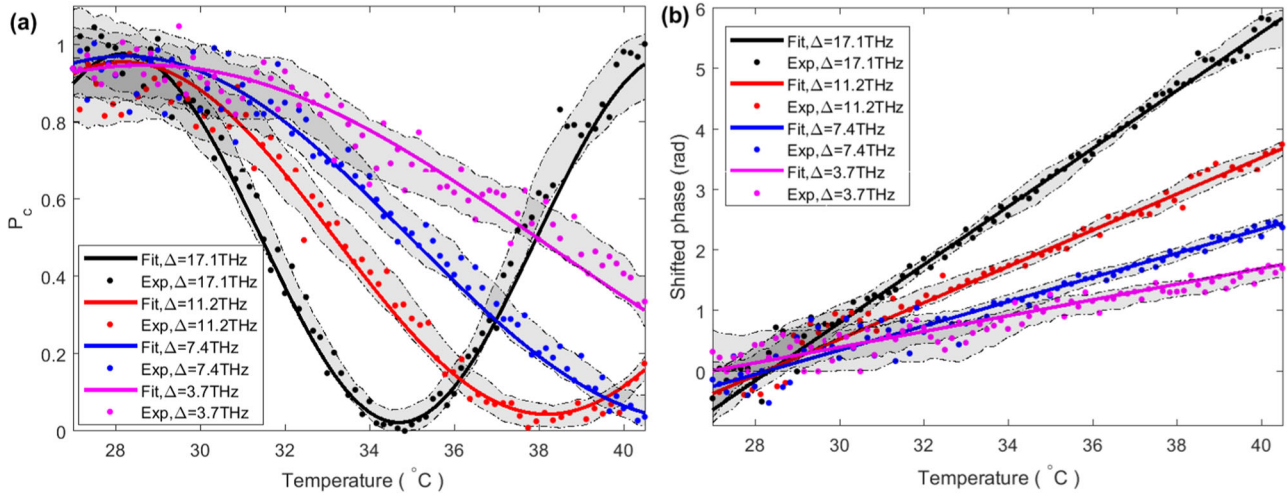 (a)
1
0.8
0.6
0.4
0.2
0
P_c
Fit,Δ=17.1THz
Exp,Δ=17.1THz
Fit,Δ=11.2THz
Exp,Δ=11.2THz
Fit,Δ=7.4THz
Exp,Δ=7.4THz
Fit,Δ=3.7THz
Exp,Δ=3.7THz
28 30 32 34 36 38 40
Temperature ( °C)
(b)
6
5
4
3
2
1
0
Shifted phase (rad)
Fit,Δ=17.1THz
Exp,Δ=17.1THz
Fit,Δ=11.2THz
Exp,Δ=11.2THz
Fit,Δ=7.4THz
Exp,Δ=7.4THz
Fit,Δ=3.7THz
Exp,Δ=3.7THz
28 30 32 34 36 38 40
Temperature ( °C)